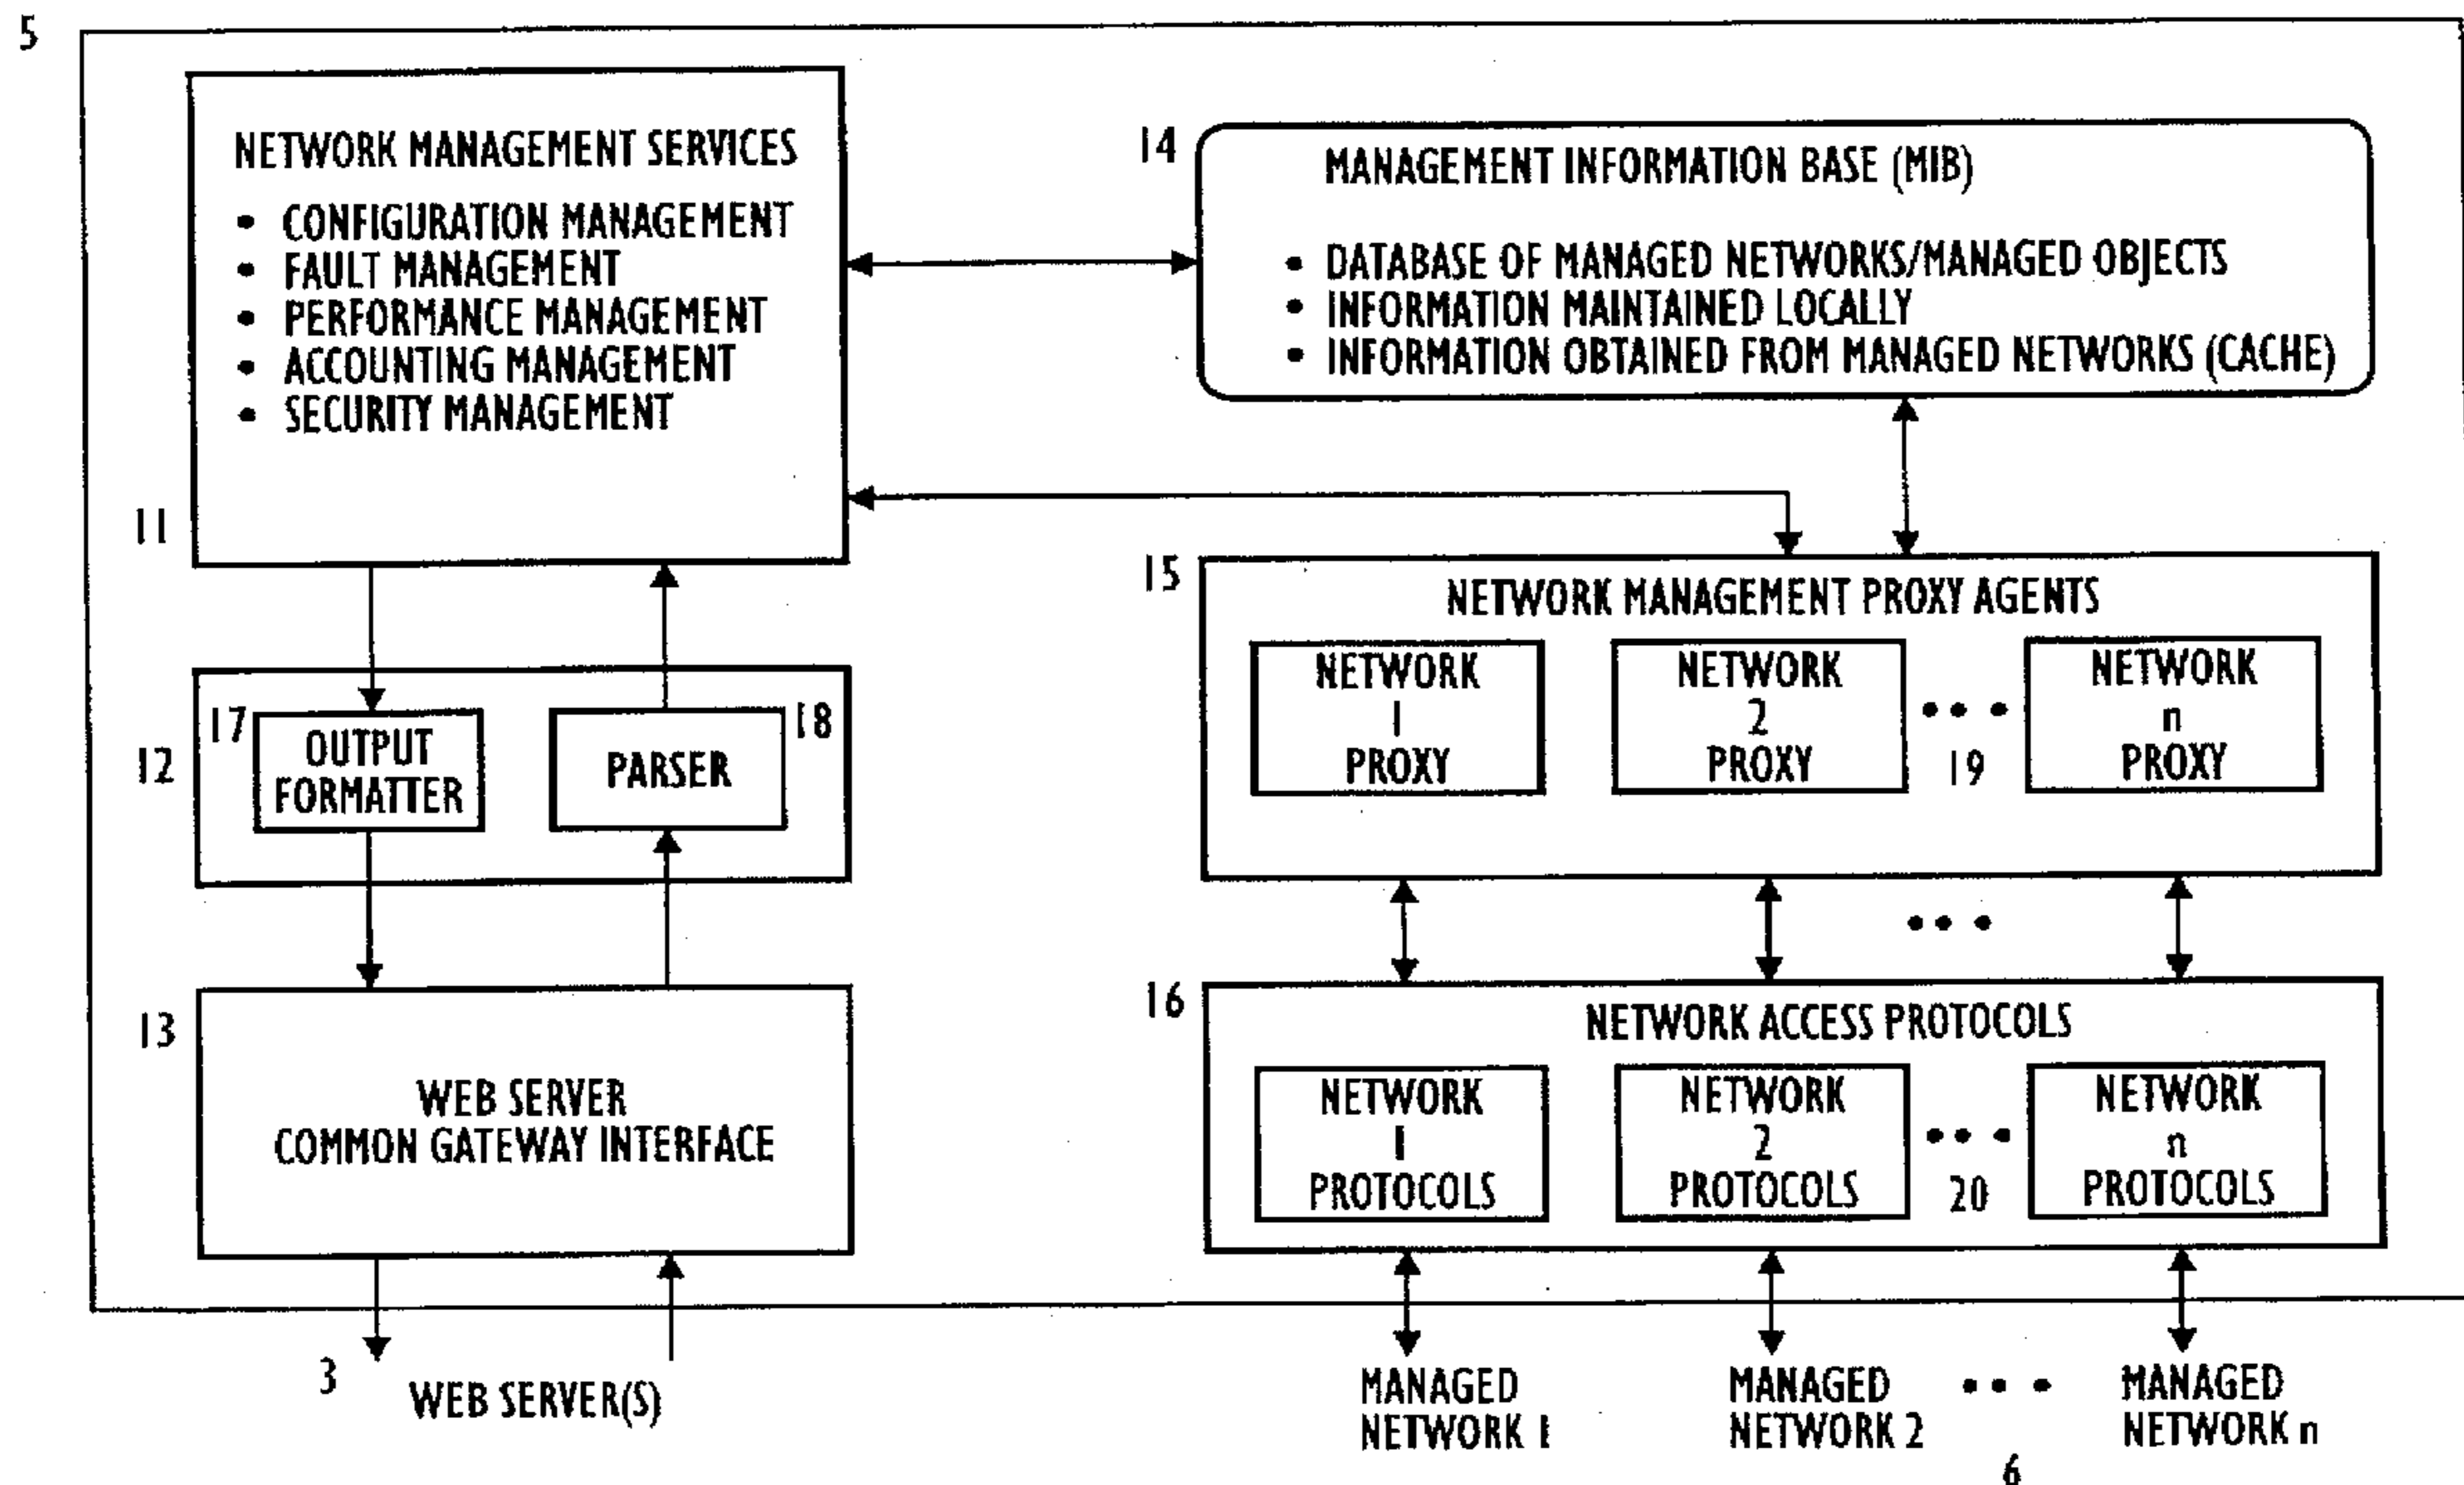 5
NETWORK MANAGEMENT SERVICES
• CONFIGURATION MANAGEMENT
• FAULT MANAGEMENT
• PERFORMANCE MANAGEMENT
• ACCOUNTING MANAGEMENT
• SECURITY MANAGEMENT
11
14
MANAGEMENT INFORMATION BASE (MIB)
• DATABASE OF MANAGED NETWORKS/MANAGED OBJECTS
• INFORMATION MAINTAINED LOCALLY
• INFORMATION OBTAINED FROM MANAGED NETWORKS (CACHE)
12
17
OUTPUT
FORMATTER
18
PARSER
15
NETWORK MANAGEMENT PROXY AGENTS
NETWORK
1
PROXY
NETWORK
2
PROXY
• • •
19
NETWORK
n
PROXY
• • •
13
WEB SERVER
COMMON GATEWAY INTERFACE
16
NETWORK ACCESS PROTOCOLS
NETWORK
1
PROTOCOLS
NETWORK
2
PROTOCOLS
• • •
20
NETWORK
n
PROTOCOLS
3
WEB SERVER(S)
MANAGED
NETWORK 1
MANAGED
NETWORK 2
• • •
6
MANAGED
NETWORK n